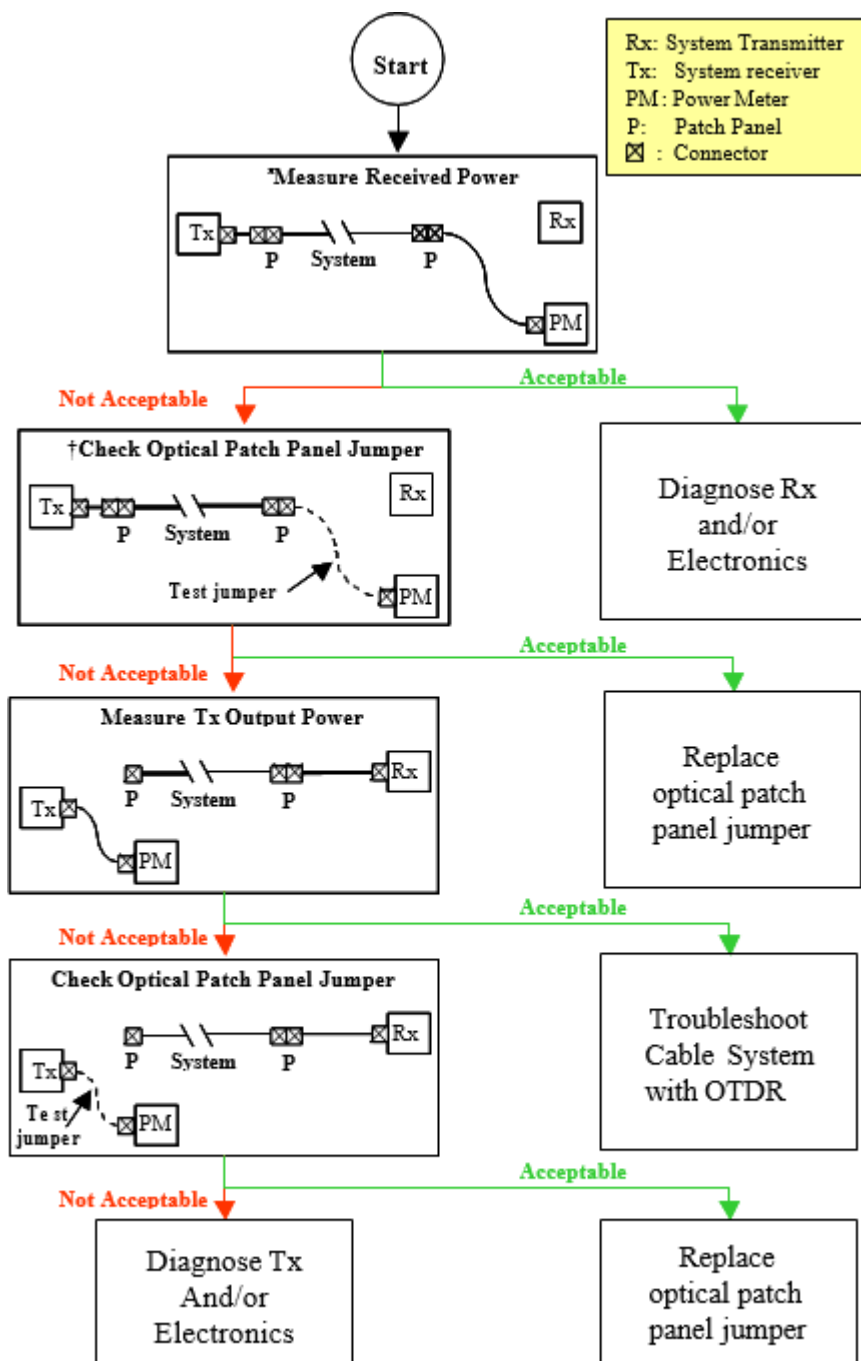 Start
Rx: System Transmitter
Tx: System receiver
PM: Power Meter
P: Patch Panel
: Connector
*Measure Received Power
Tx
Rx
P
System
P
PM
Not Acceptable
Acceptable
†Check Optical Patch Panel Jumper
Tx
Rx
P
System
P
Test jumper
PM
Diagnose Rx
and/or
Electronics
Not Acceptable
Acceptable
Measure Tx Output Power
P
System
P
Rx
Tx
PM
Replace
optical patch
panel jumper
Not Acceptable
Acceptable
Check Optical Patch Panel Jumper
P
System
P
Rx
Tx
Test
jumper
PM
Troubleshoot
Cable System
with OTDR
Not Acceptable
Acceptable
Diagnose Tx
And/or
Electronics
Replace
optical patch
panel jumper